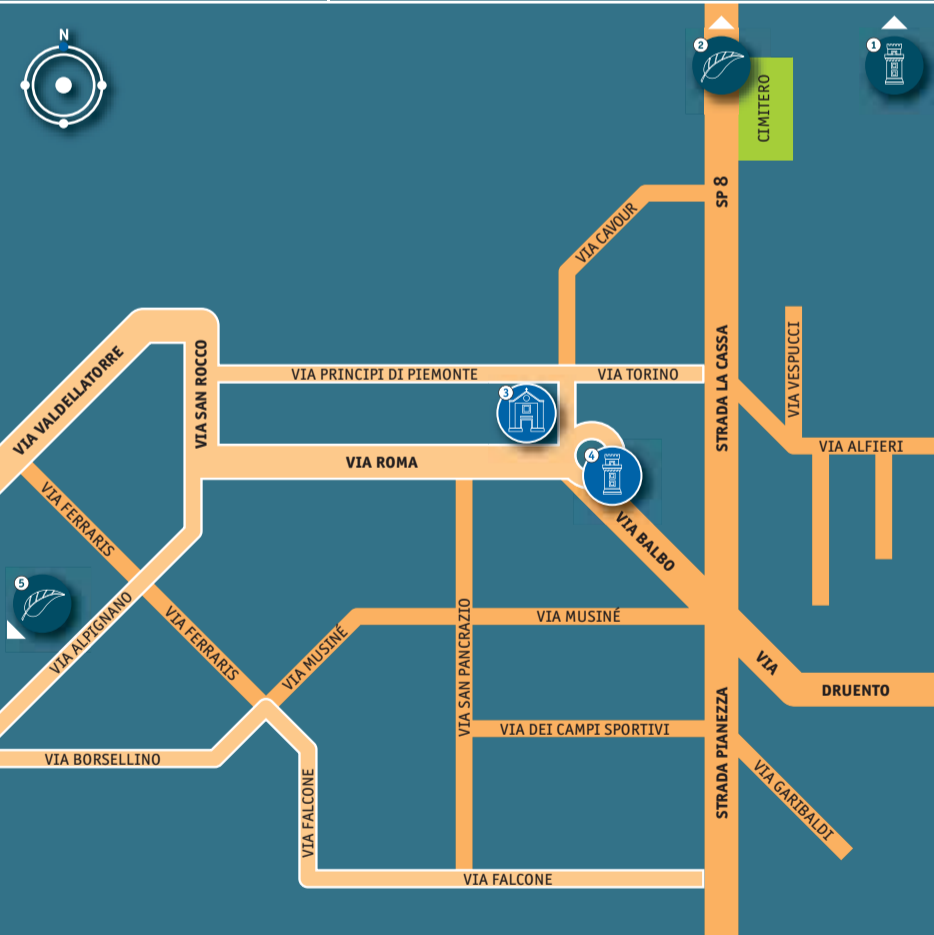 N
2
1
CIMITERO
SP 8
VIA CAVOUR
VIA VALDELLATORRE
VIA SAN ROCCO
STRADA LA CASSA
VIA VESPUCCI
VIA PRINCIPI DI PIEMONTE
VIA TORINO
3
VIA ALFIERI
VIA ROMA
4
VIA FERRARIS
VIA BALBO
5
VIA ALPIGNANO
VIA FERRARIS
VIA MUSINÉ
VIA MUSINÉ
VIA SAN PANCRAZIO
VIA
DRUENTO
STRADA PIANEZZA
VIA DEI CAMPI SPORTIVI
VIA BORSELLINO
VIA GARIBALDI
VIA FALCONE
VIA FALCONE